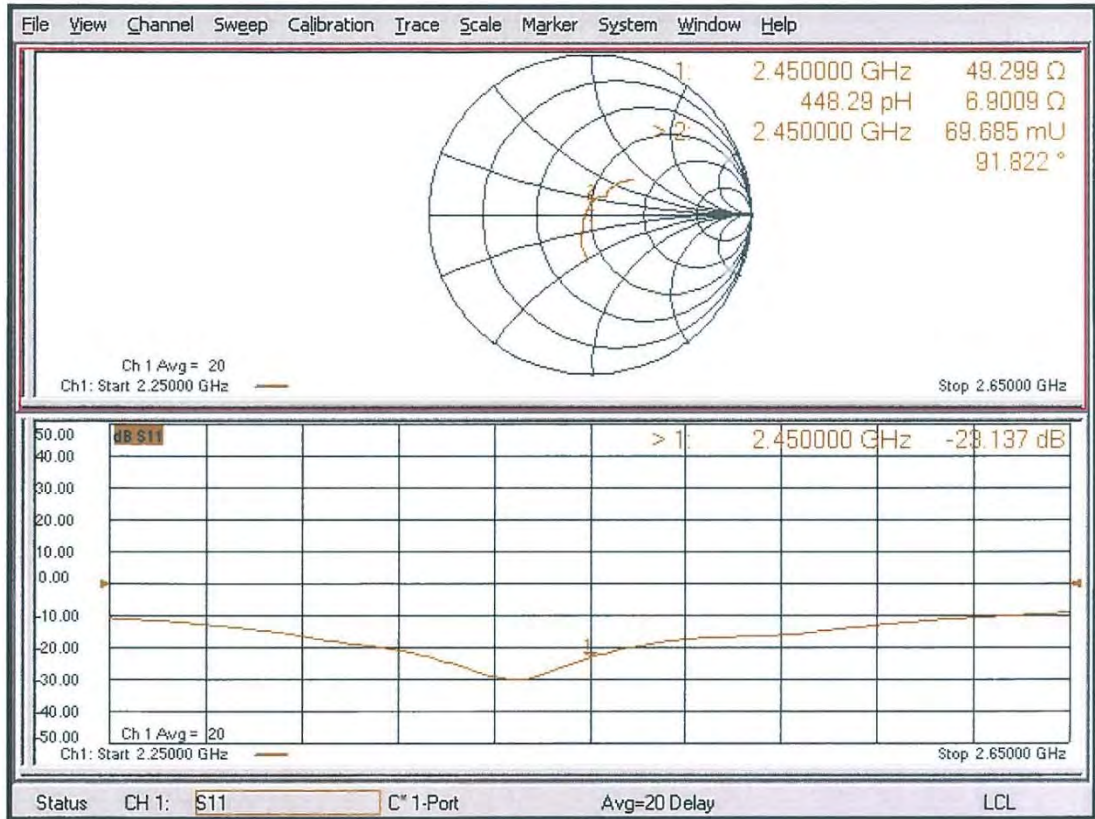 File View Channel Sweep Calibration Trace Scale Marker System Window Help
1: 2.450000 GHz 49.299 Ω
448.29 pH 6.9009 Ω
> 2: 2.450000 GHz 69.685 mU
91.822 °
Ch 1 Avg = 20
Ch1: Start 2.25000 GHz Stop 2.65000 GHz
50.00 dB S11 > 1: 2.450000 GHz -23.137 dB
40.00
30.00
20.00
10.00
0.00
-10.00
1
-20.00
-30.00
-40.00
-50.00 Ch 1 Avg = 20
Ch1: Start 2.25000 GHz Stop 2.65000 GHz
Status CH 1: S11 C* 1-Port Avg=20 Delay LCL